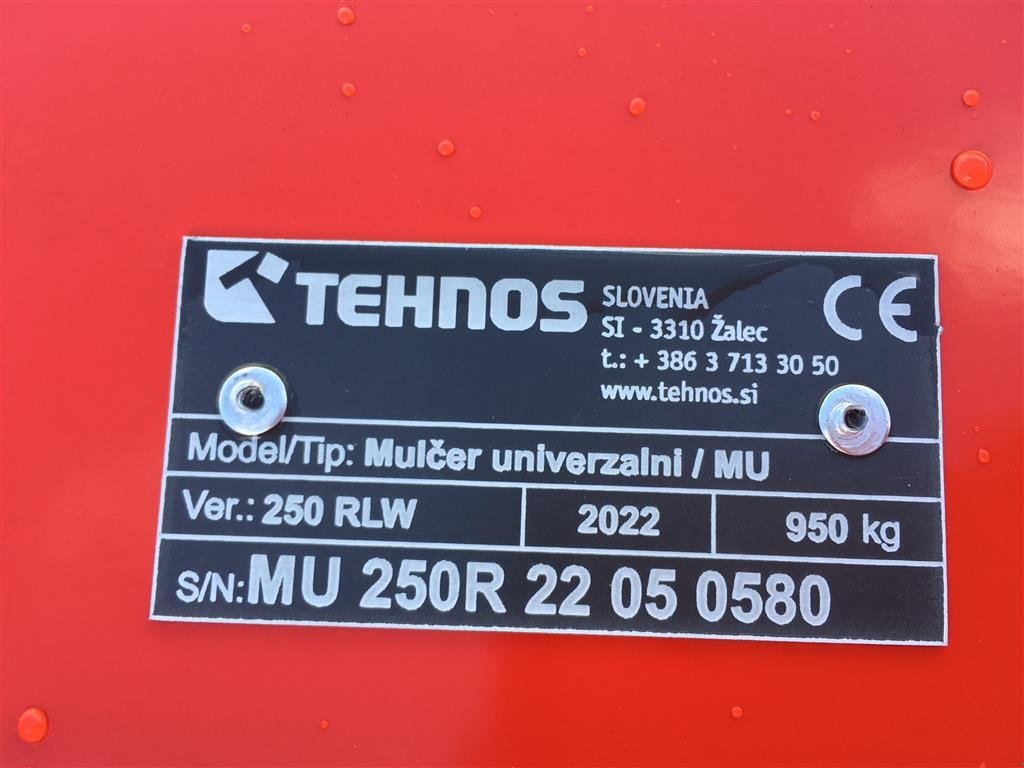 TEHNOS
SLOVENIA
SI - 3310 Žalec
t.: + 386 3 713 30 50
www.tehnos.si
CE
Model/Tip: Mulčer univerzalni / MU
Ver.: 250 RLW 2022 950 kg
S/N: MU 250R 22 05 0580